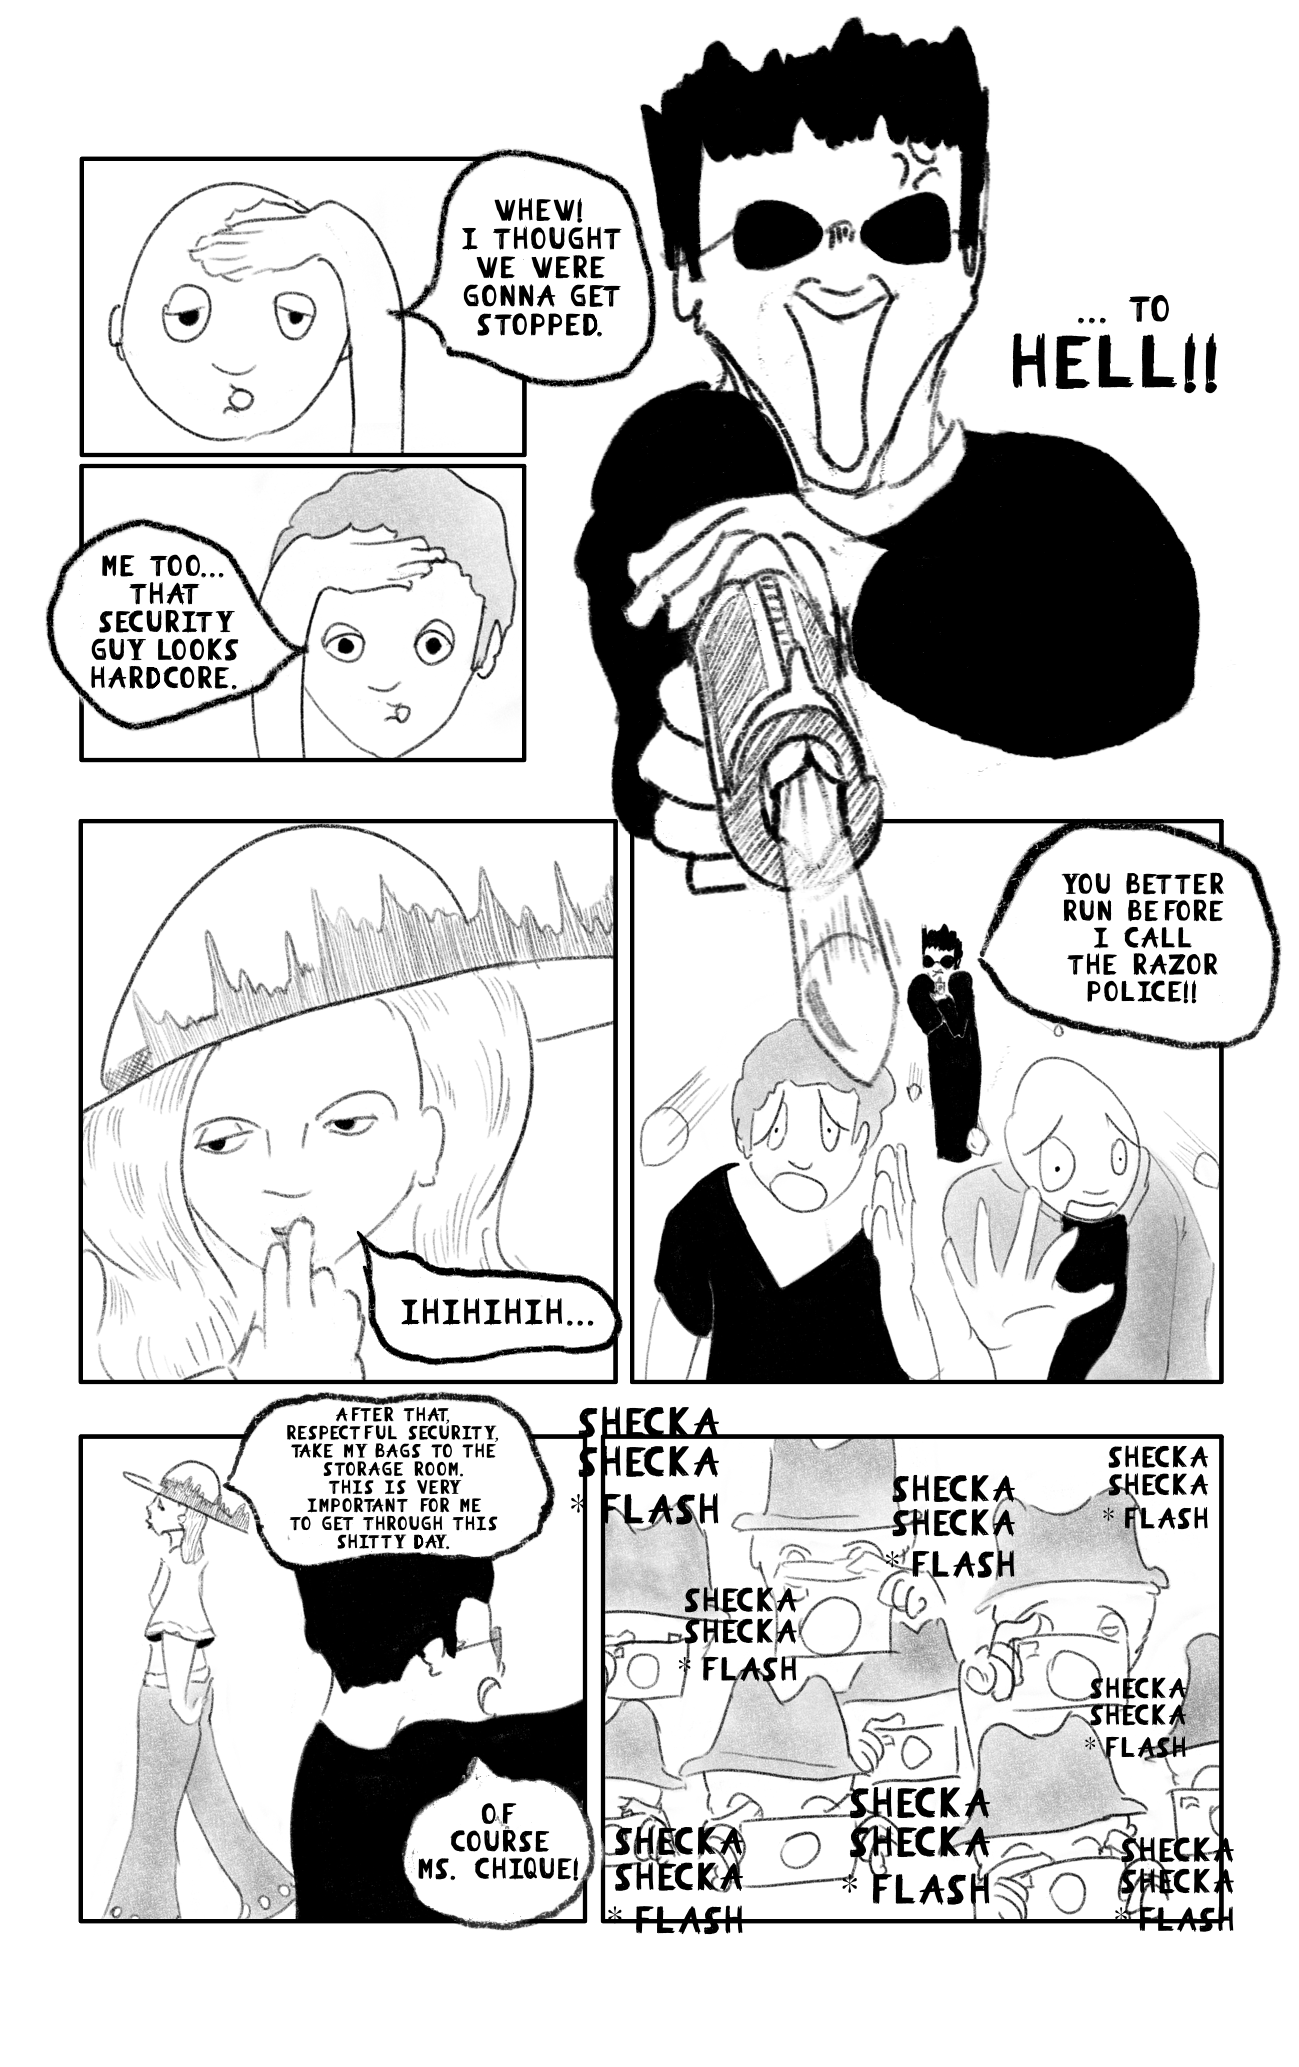 WHEW!
I THOUGHT
WE WERE
GONNA GET
STOPPED.
... TO
HELL!!
ME TOO...
THAT
SECURITY
GUY LOOKS
HARDCORE.
IHIHIHIH...
YOU BETTER
RUN BEFORE
I CALL
THE RAZOR
POLICE!!
AFTER THAT,
RESPECTFUL SECURITY,
TAKE MY BAGS TO THE
STORAGE ROOM.
THIS IS VERY
IMPORTANT FOR ME
TO GET THROUGH THIS
SHITTY DAY.
OF
COURSE
MS. CHIQUE!
SHECKA
SHECKA
* FLASH
SHECKA
SHECKA
* FLASH
SHECKA
SHECKA
* FLASH
SHECKA
SHECKA
* FLASH
SHECKA
SHECKA
* FLASH
SHECKA
SHECKA
* FLASH
SHECKA
SHECKA
* FLASH
SHECKA
SHECKA
* FLASH